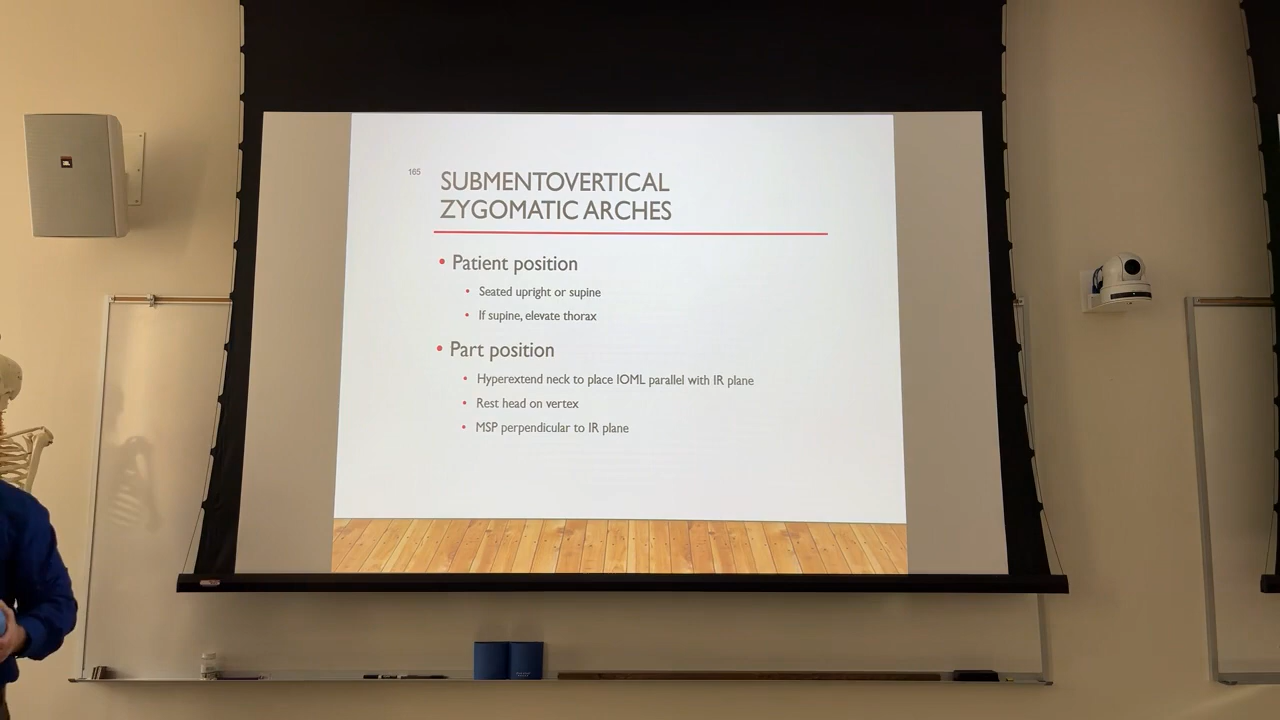 165
SUBMENTOVERTICAL
ZYGOMATIC ARCHES
• Patient position
• Seated upright or supine
• If supine, elevate thorax
• Part position
• Hyperextend neck to place IOML parallel with IR plane
• Rest head on vertex
• MSP perpendicular to IR plane